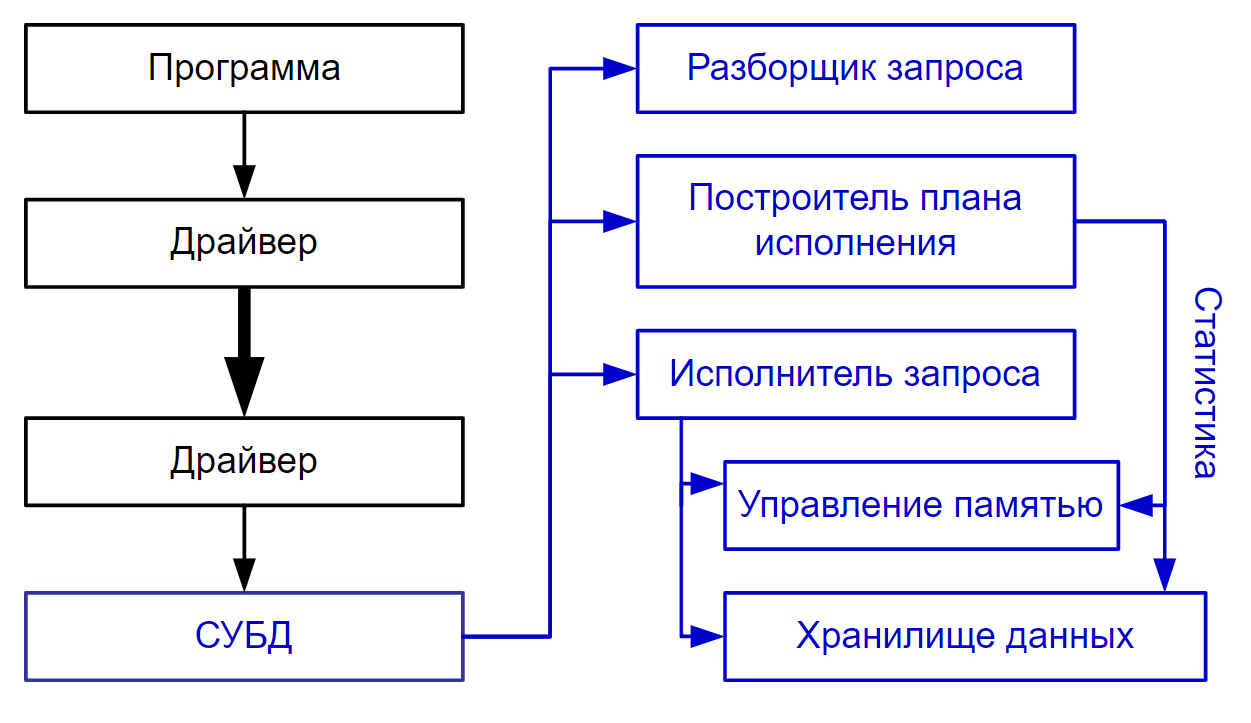 Программа
Драйвер
Драйвер
СУБД
Разборщик запроса
Построитель плана
исполнения
Исполнитель запроса
Управление памятью
Хранилище данных
Статистика